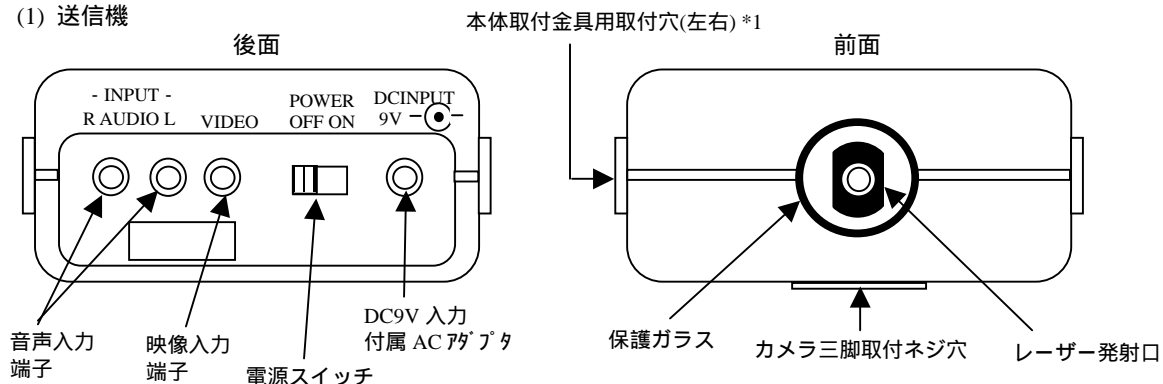 (1) 送信機
本体取付金具用取付穴(左右) *1
後面
前面
- INPUT -
R AUDIO L
VIDEO
POWER
OFF ON
DCINPUT
9V
音声入力
端子
映像入力
端子
電源スイッチ
DC9V 入力
付属 AC ｱﾀﾞﾌﾟﾀ
保護ガラス
カメラ三脚取付ネジ穴
レーザー発射口